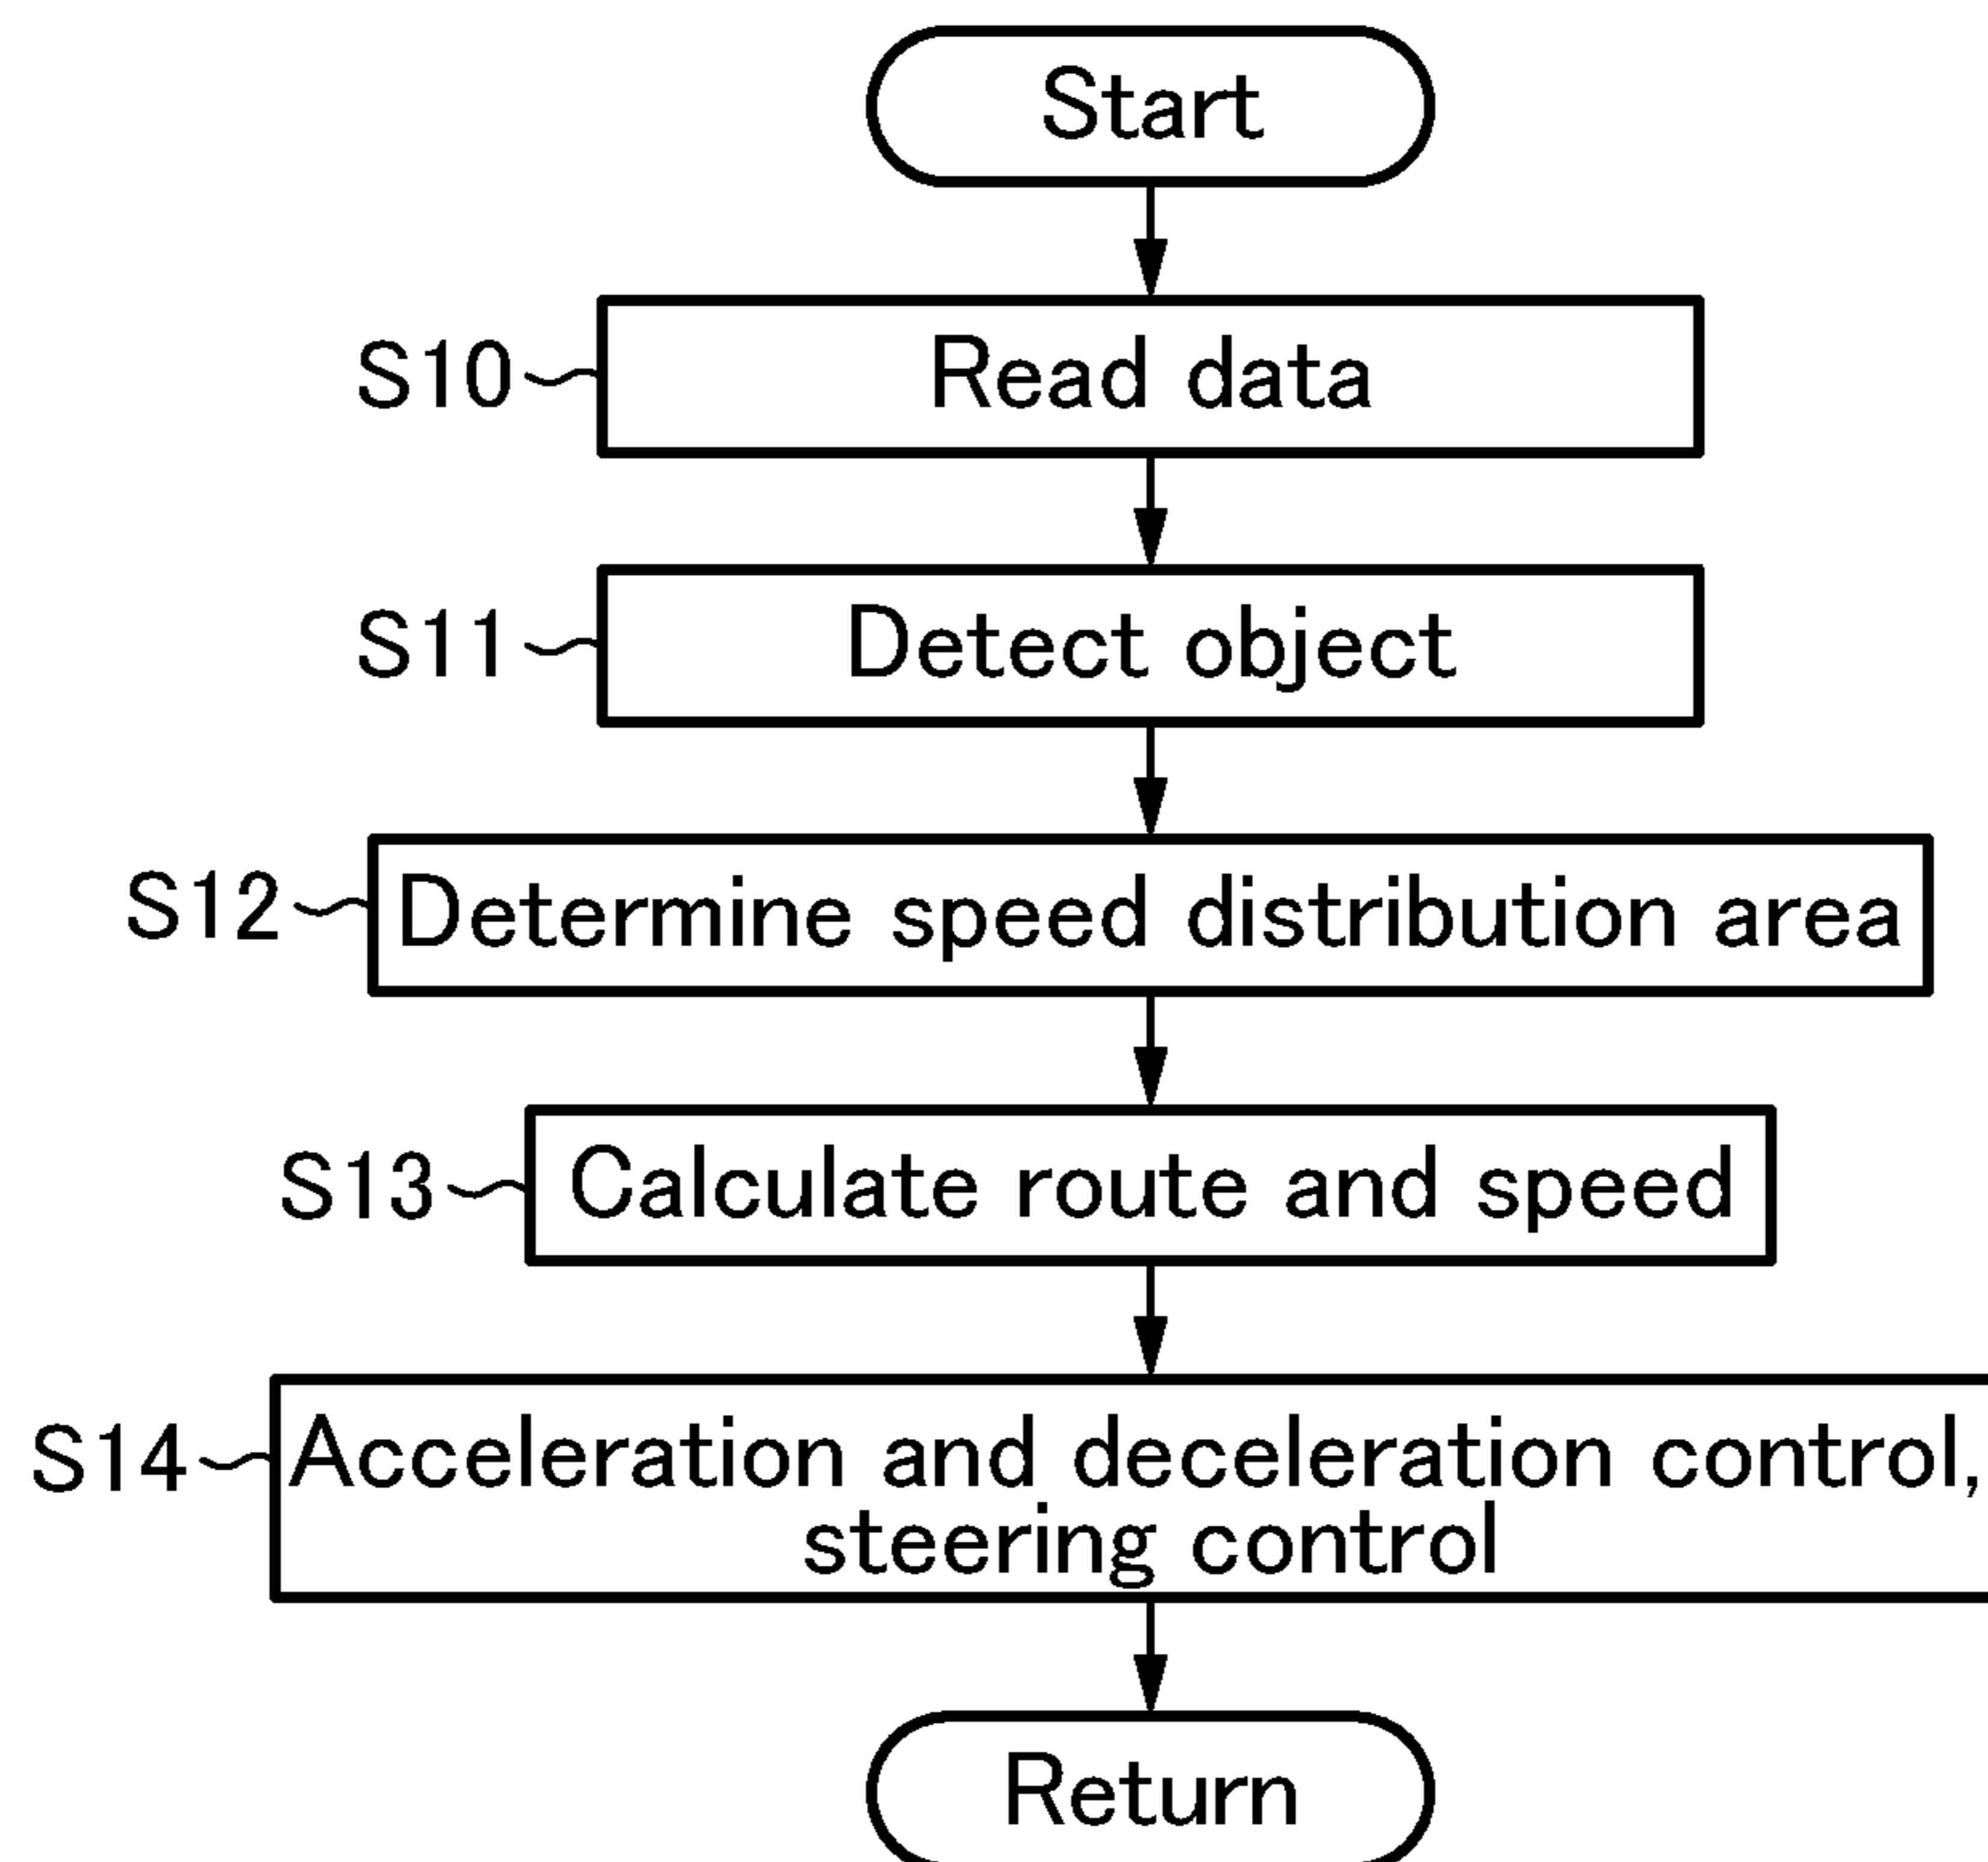 Start
S10
Read data
S11
Detect object
S12
Determine speed distribution area
S13
Calculate route and speed
S14
Acceleration and deceleration control,
steering control
Return